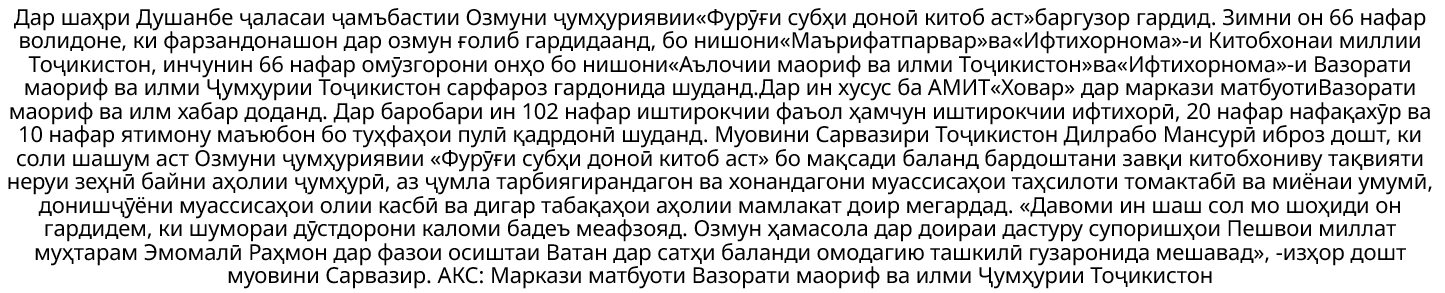 Дар шаҳри Душанбе ҷаласаи ҷамъбастии Озмуни ҷумҳуриявии«Фурӯғи субҳи доноӣ китоб аст»баргузор гардид. Зимни он 66 нафар
волидоне, ки фарзандонашон дар озмун ғолиб гардидаанд, бо нишони«Маърифатпарвар»ва«Ифтихорнома»-и Китобхонаи миллии
Тоҷикистон, инчунин 66 нафар омӯзгорони онҳо бо нишони«Аълочии маориф ва илми Тоҷикистон»ва«Ифтихорнома»-и Вазорати
маориф ва илми Ҷумҳурии Тоҷикистон сарфароз гардонида шуданд.Дар ин хусус ба АМИТ«Ховар» дар маркази матбуотиВазорати
маориф ва илм хабар доданд. Дар баробари ин 102 нафар иштирокчии фаъол ҳамчун иштирокчии ифтихорӣ, 20 нафар нафақахӯр ва
10 нафар ятимону маъюбон бо туҳфаҳои пулӣ қадрдонӣ шуданд. Муовини Сарвазири Тоҷикистон Дилрабо Мансурӣ иброз дошт, ки
соли шашум аст Озмуни ҷумҳуриявии «Фурӯғи субҳи доноӣ китоб аст» бо мақсади баланд бардоштани завқи китобхониву тақвияти
неруи зеҳнӣ байни аҳолии ҷумҳурӣ, аз ҷумла тарбиягирандагон ва хонандагони муассисаҳои таҳсилоти томактабӣ ва миёнаи умумӣ,
донишҷӯёни муассисаҳои олии касбӣ ва дигар табақаҳои аҳолии мамлакат доир мегардад. «Давоми ин шаш сол мо шоҳиди он
гардидем, ки шумораи дӯстдорони каломи бадеъ меафзояд. Озмун ҳамасола дар доираи дастуру супоришҳои Пешвои миллат
муҳтарам Эмомалӣ Раҳмон дар фазои осиштаи Ватан дар сатҳи баланди омодагию ташкилӣ гузаронида мешавад», -изҳор дошт
муовини Сарвазир. АКС: Маркази матбуоти Вазорати маориф ва илми Ҷумҳурии Тоҷикистон